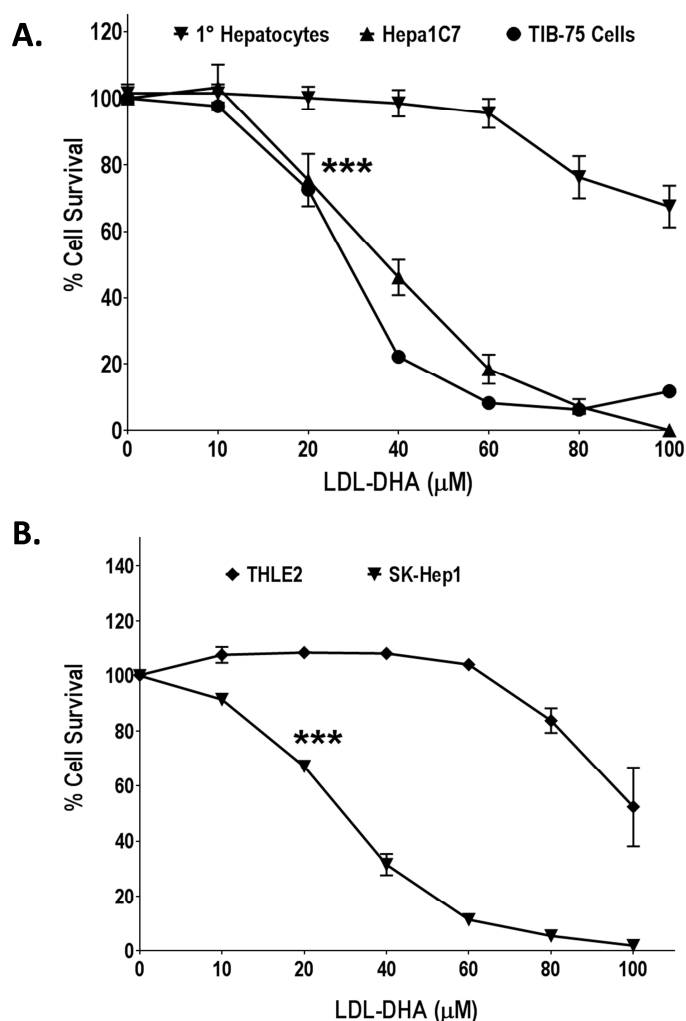 A.
1° Hepatocytes Hepa1C7 TIB-75 Cells
120
100
80
60
40
20
0
% Cell Survival
***
0 10 20 40 60 80 100
LDL-DHA (µM)
B.
THLE2 SK-Hep1
140
120
100
80
60
40
20
0
% Cell Survival
***
0 10 20 40 60 80 100
LDL-DHA (µM)